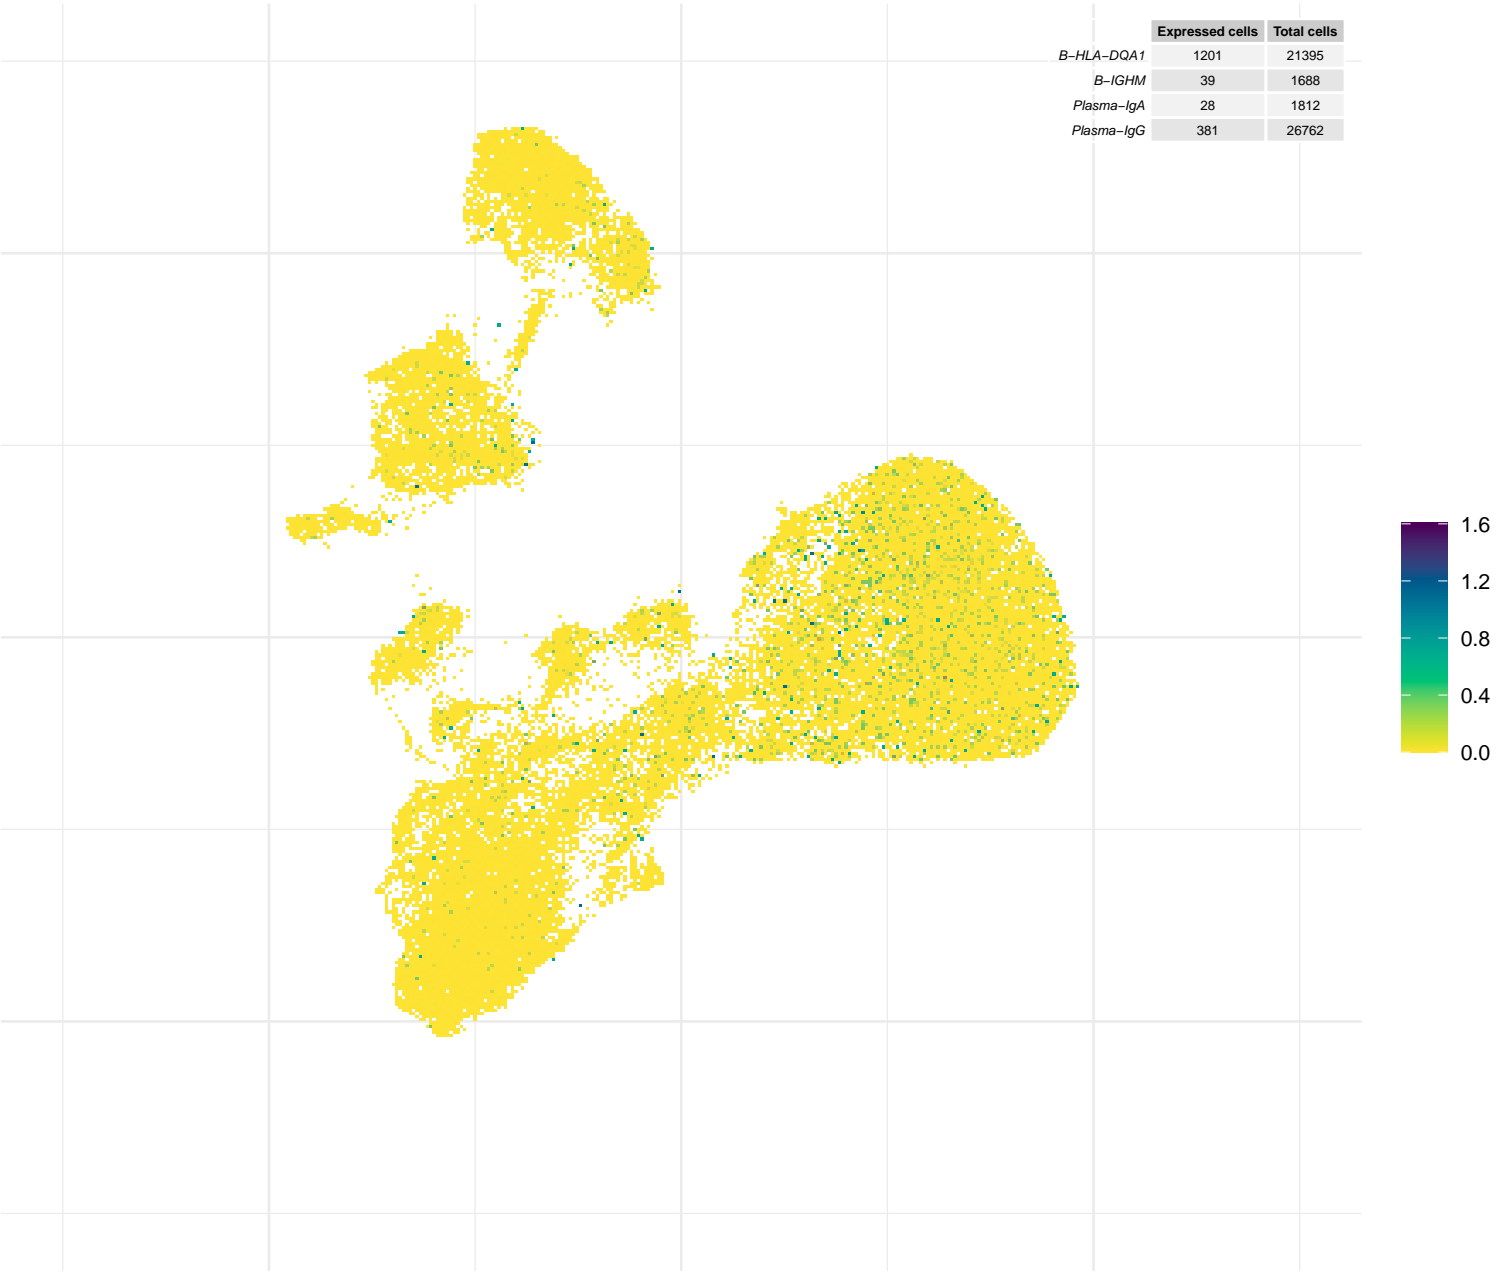 Expressed cells Total cells
B−HLA−DQA1 1201 21395
B−IGHM 39 1688
Plasma−IgA 28 1812
Plasma−IgG 381 26762
1.6
1.2
0.8
0.4
0.0